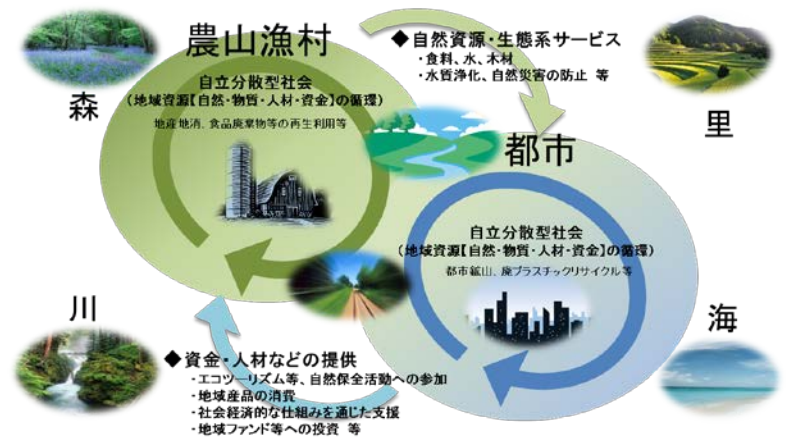 農山漁村
◆自然資源・生態系サービス
・食料、水、木材
・水質浄化、自然災害の防止 等
森
自立分散型社会
(地域資源【自然・物質・人材・資金】の循環)
地産地消、食品廃棄物等の再生利用等
里
都市
自立分散型社会
(地域資源【自然・物質・人材・資金】の循環)
都市鉱山、廃プラスチックリサイクル等
川
海
◆資金・人材などの提供
・エコツーリズム等、自然保全活動への参加
・地域産品の消費
・社会経済的な仕組みを通じた支援
・地域ファンド等への投資 等